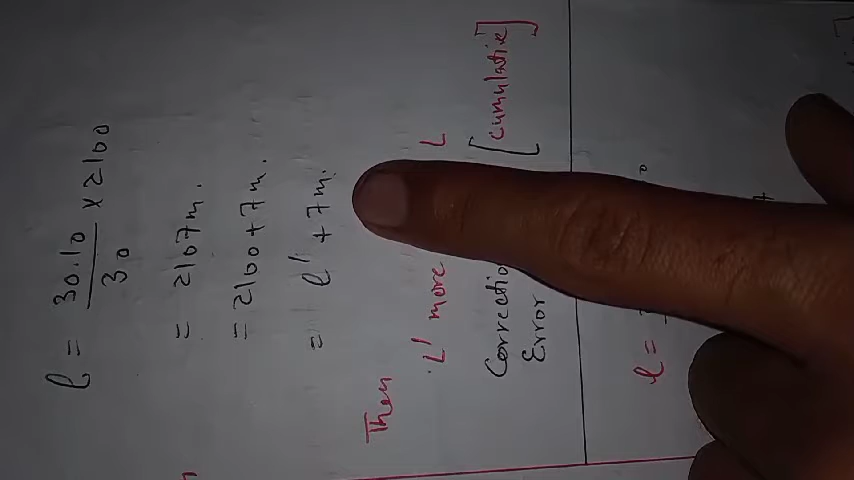 l = 30.10/30 × 2100
= 2107m.
= 2100+7m.
= l' + 7m.
Then
L' more L
Correctio [cumulative]
Error
l =